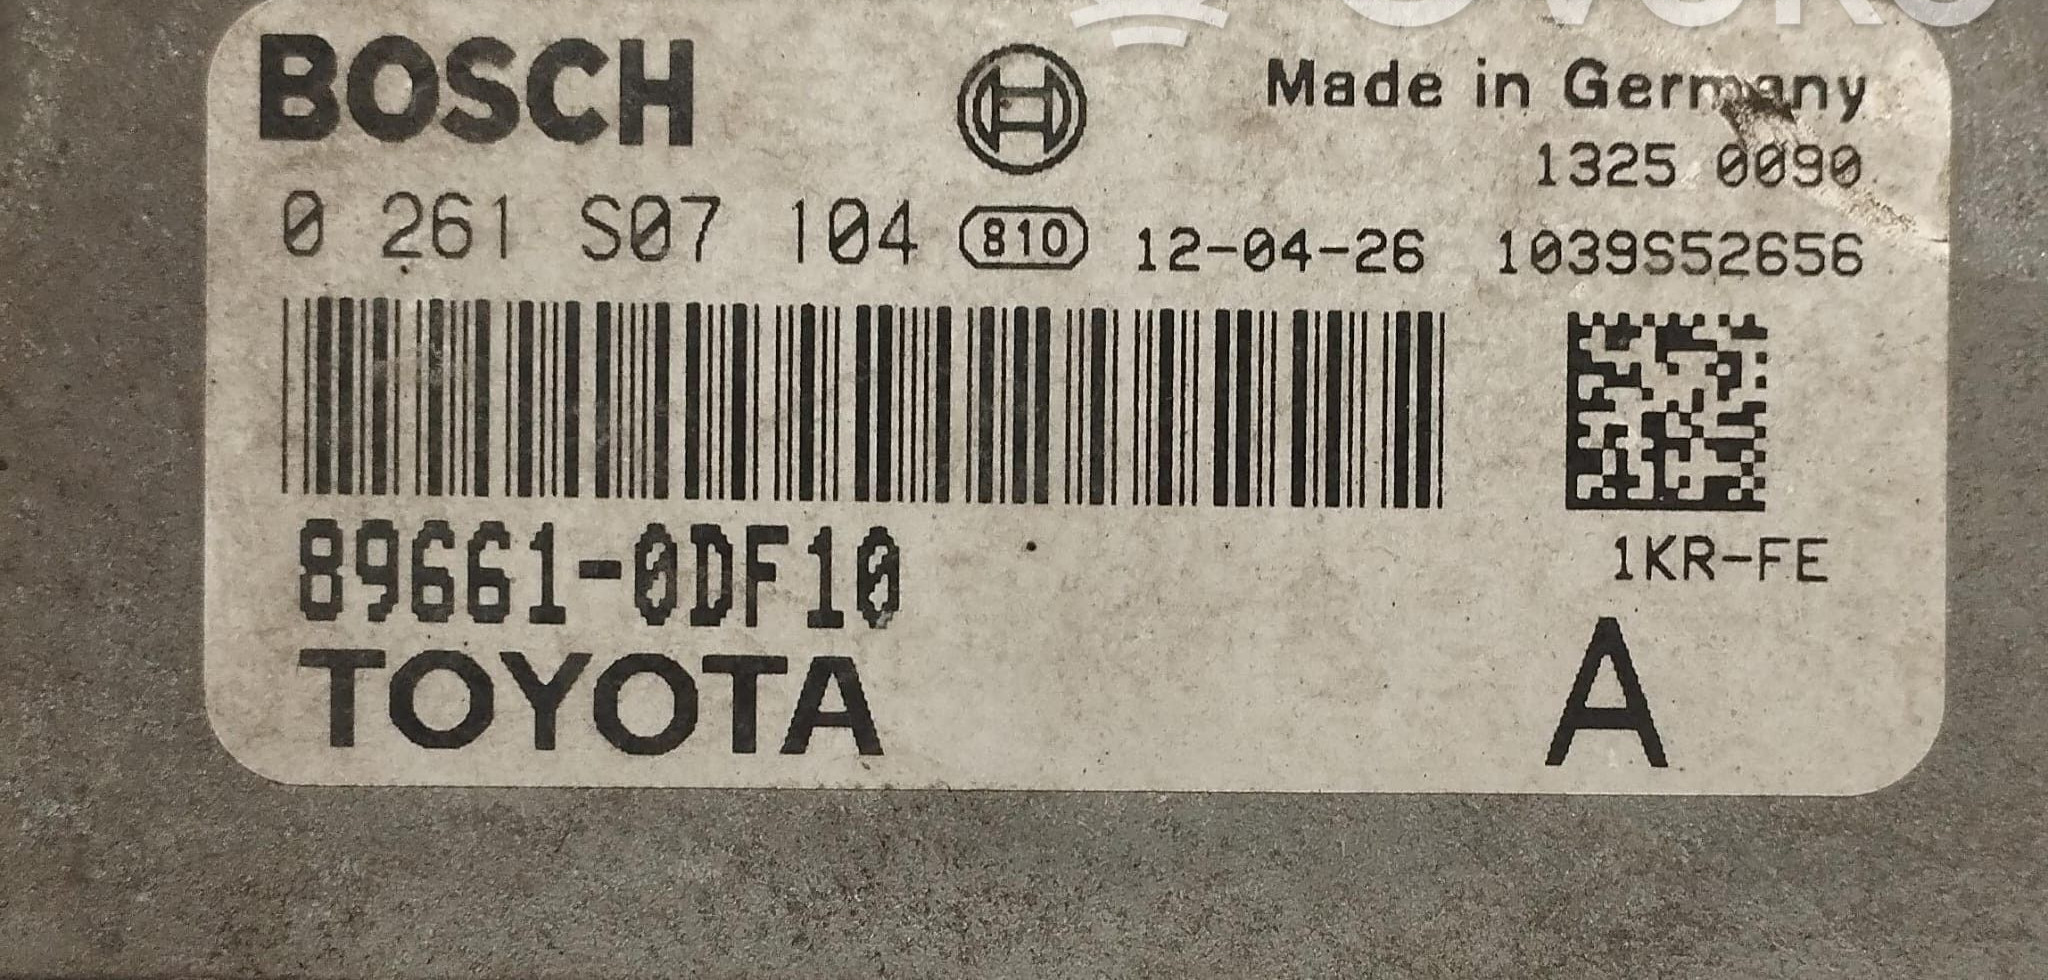 BOSCH
Made in Germany
1325 0090
0 261 S07 104 810 12-04-26 1039S52656
89661-0DF10
1KR-FE
TOYOTA
A